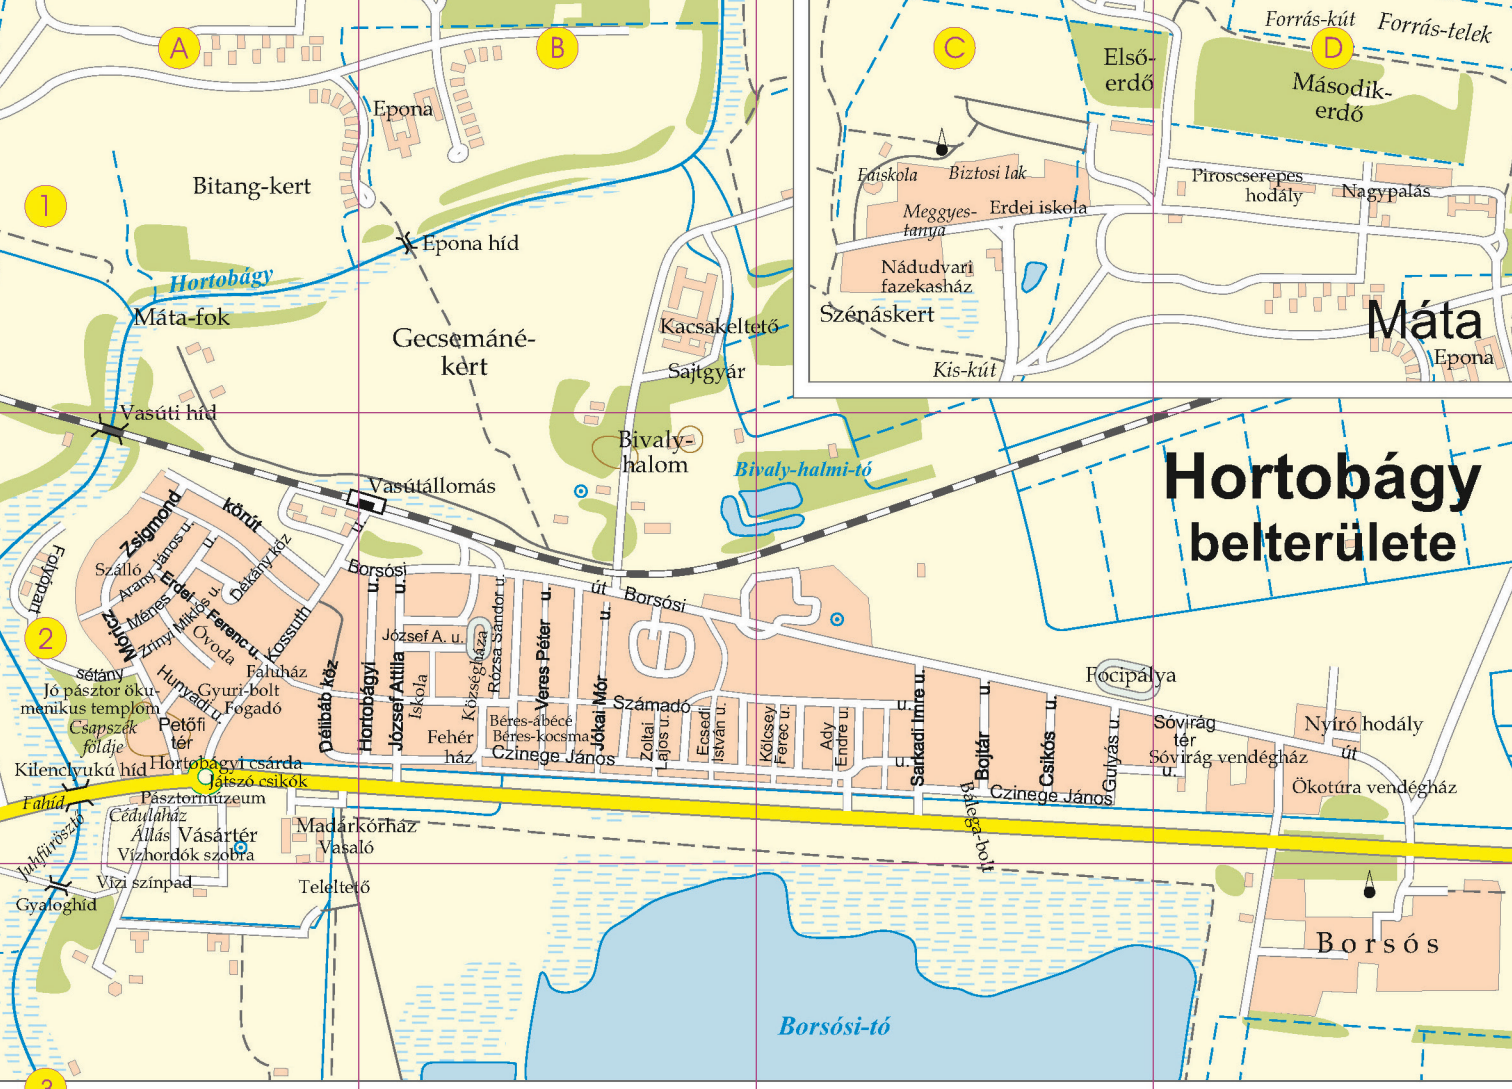 A
B
C
D
1
2
3
Forrás-kút
Forrás-telek
Első-
erdő
Második-
erdő
Epona
Bitang-kert
Faiskola
Biztosi lak
Piroscserepes
hodály
Nagypalás
Meggyes-
tanya
Erdei iskola
Epona híd
Nádudvari
fazekasház
Hortobágy
Máta-fok
Szénáskert
Máta
Epona
Kis-kút
Gecsemáné-
kert
Kacsakeltető
Sajtgyár
Vasúti híd
Bivaly-
halom
Bivaly-halmi-tó
Hortobágy
belterülete
Vasútállomás
Zsigmond
körút
u.
Arany János u.
u.
Dékány köz
Szálló
Folyópart
Borsósi
út
Borsósi
Erdei
Ferenc u.
Ménes
Zrínyi Miklós u.
Kossuth
Móricz
Óvoda
u.
u.
József A. u.
Községháza
Rózsa Sándor u.
u.
Veres Péter
u.
Jókai Mór
sétány
Hunyadi u.
Faluház
Jó pásztor öku-
menikus templom
Gyuri-bolt
Fogadó
Csapszék
földje
Petőfi
tér
Délibáb köz
Hortobágyi
József Attila
Iskola
Fehér
ház
Béres-ábécé
Béres-kocsma
Czinege János
Számadó
u.
Zoltai
Lajos u.
Ecsedi
István u.
Kölcsey
Ferec u.
Ady
Endre u.
u.
Sarkadi Imre u.
u.
Bojtár
u.
Csikós
Gulyás u.
Focipálya
Sóvirág
tér
Sóvirág vendégház
u.
Nyíró hodály
út
Ökotúra vendégház
Kilenclyukú híd
Hortobágyi csárda
Játszó csikók
Pásztormúzeum
Fahíd
Céduláház
Állás
Vásártér
Vízhordók szobra
Madárkórház
Vasaló
Czinege János
Bálega-bolt
Juhfürösztő
Vízi színpad
Teleltető
Gyaloghíd
Borsós
Borsósi-tó